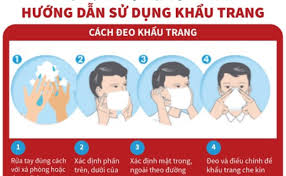 HƯỚNG DẪN SỬ DỤNG KHẨU TRANG
CÁCH ĐEO KHẨU TRANG
1
2
3
4
Rửa tay đúng cách
với xà phòng hoặc
Xác định phần
trên, dưới của
Xác định mặt trong,
ngoài theo đường
Đeo và điều chỉnh để
khẩu trang che kín